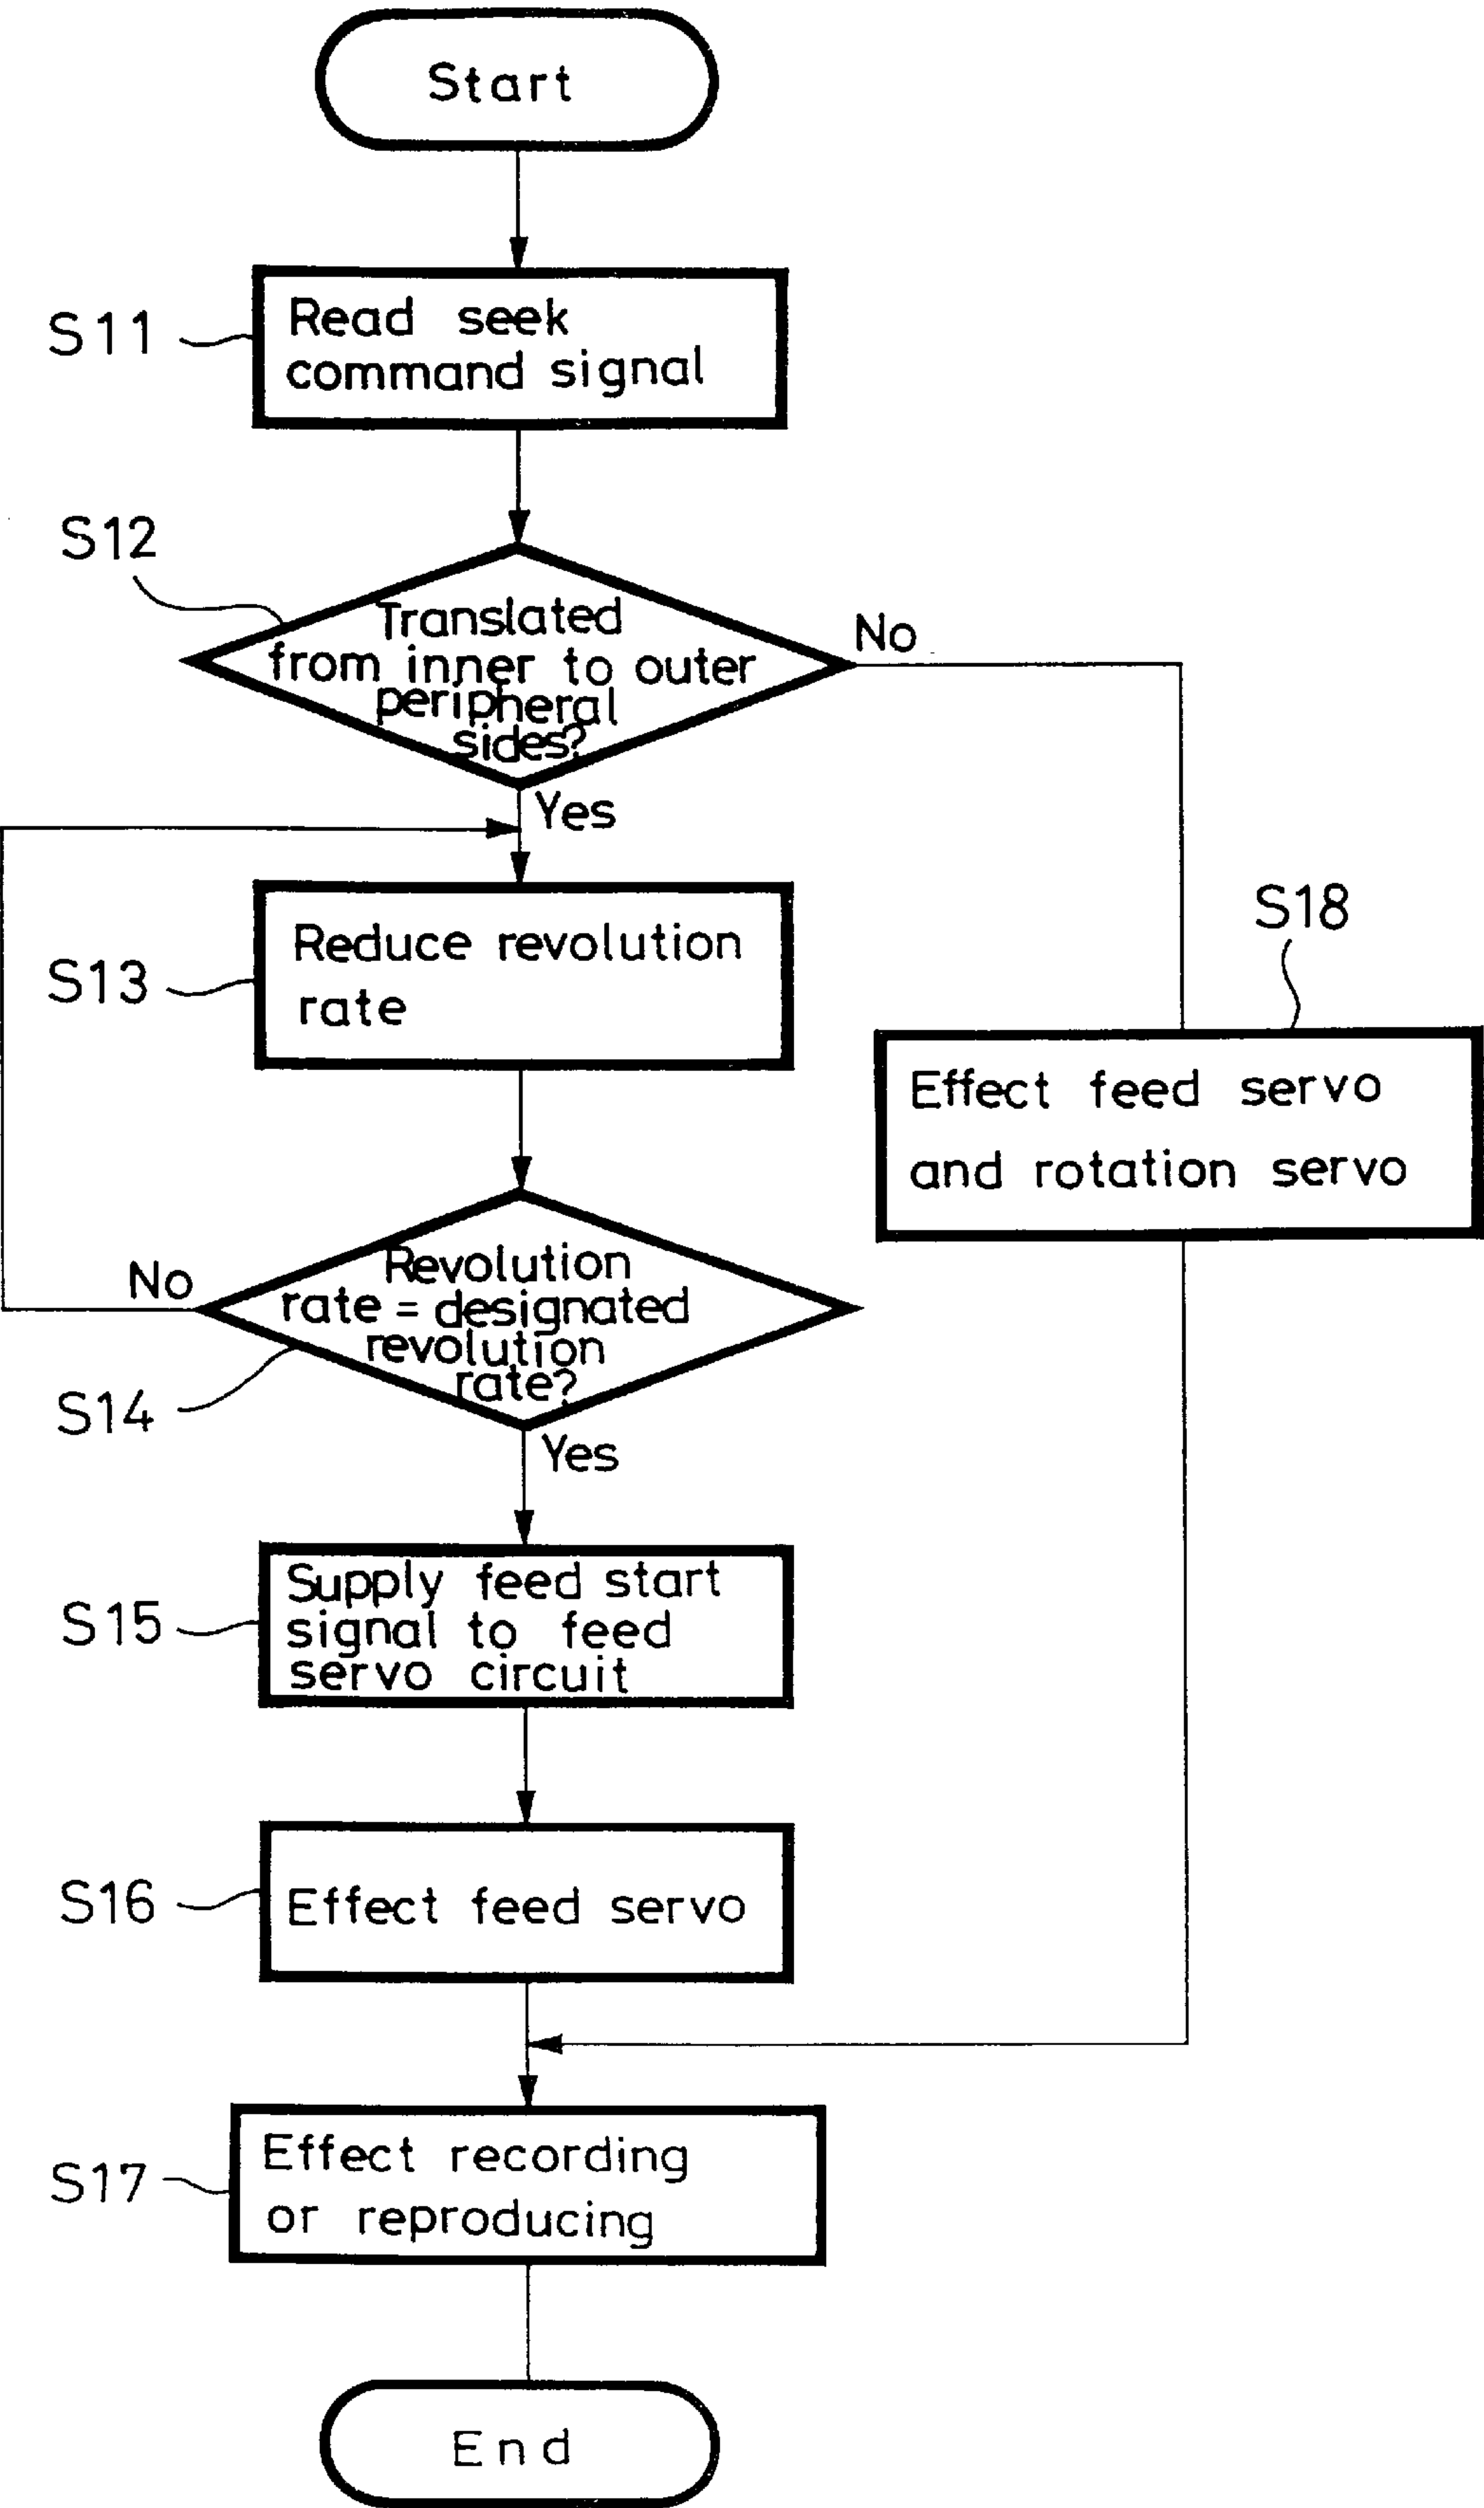 Start
S11
Read seek
command signal
S12
Translated
from inner to outer
peripheral
sides?
No
Yes
S13
Reduce revolution
rate
S18
Effect feed servo
and rotation servo
No
Revolution
rate = designated
revolution
rate?
S14
Yes
S15
Supply feed start
signal to feed
servo circuit
S16
Effect feed servo
S17
Effect recording
or reproducing
End